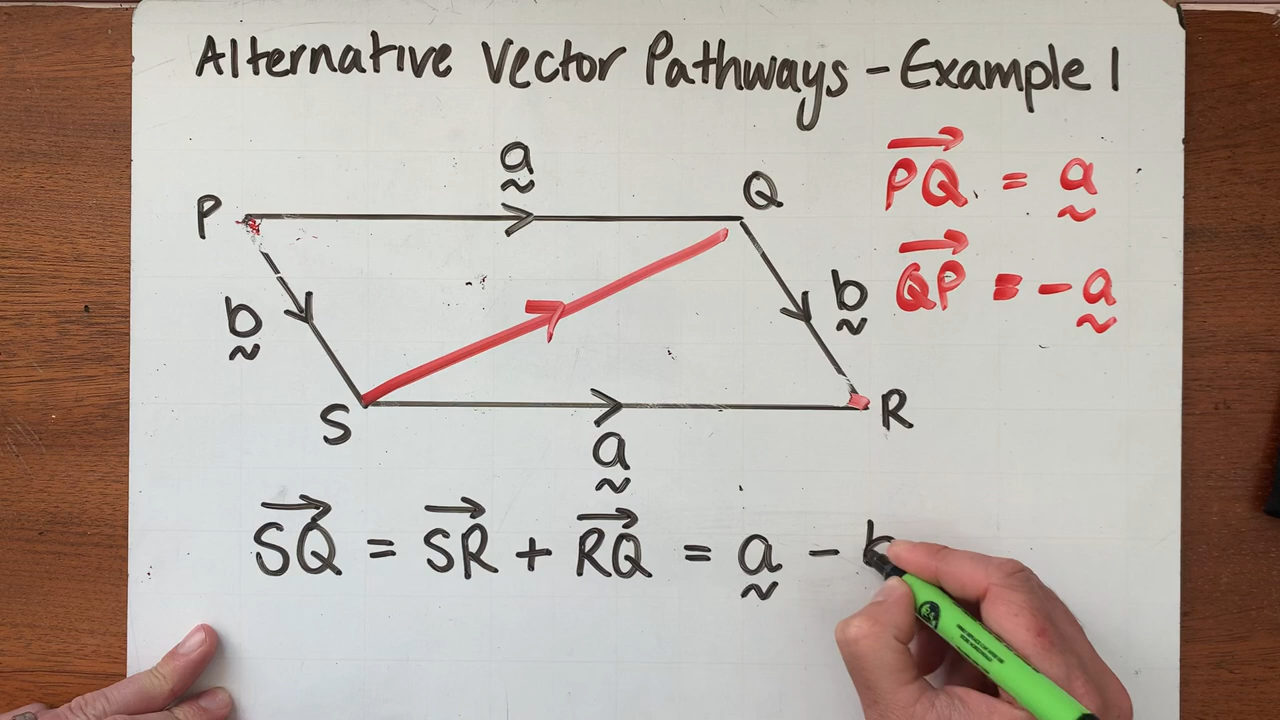 Alternative Vector Pathways - Example 1
a
P
Q
PQ = a
QP = -a
b
b
S
R
a
SQ = SR + RQ = a - b